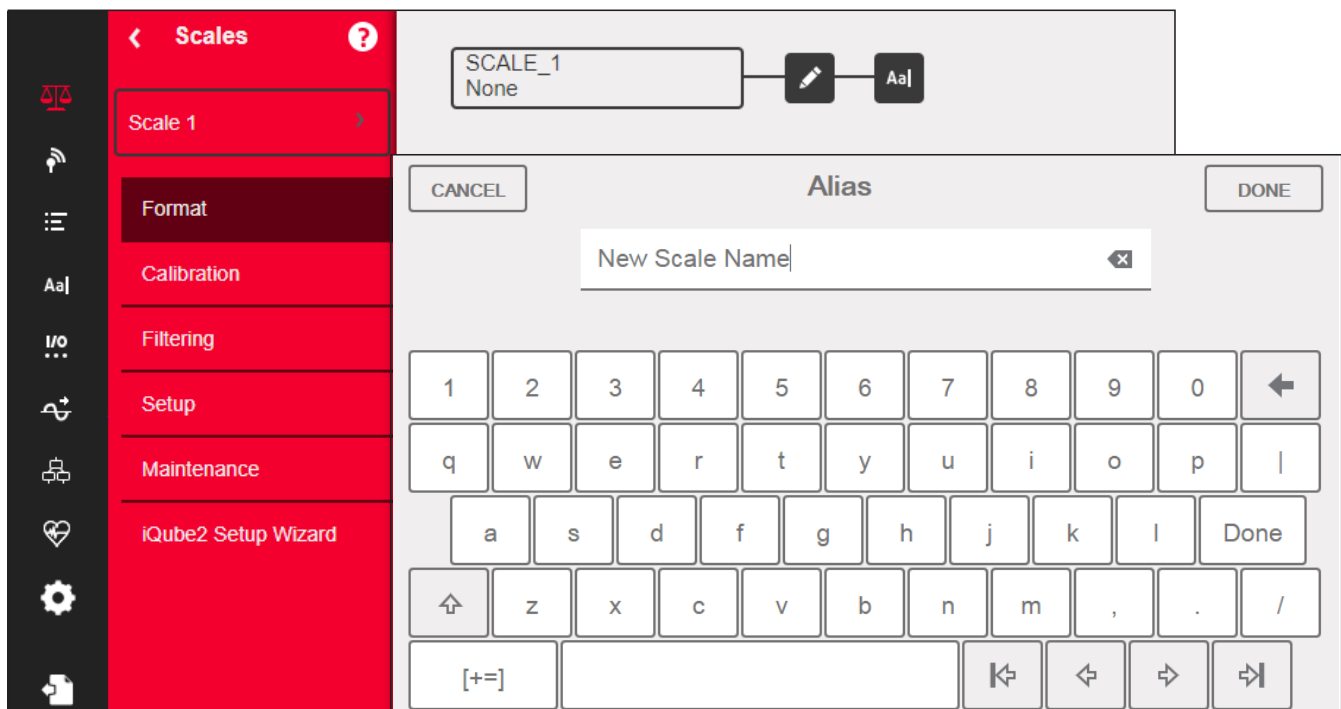 Scales
?
Scale 1
Format
Calibration
Filtering
Setup
Maintenance
iQube2 Setup Wizard
Aa
I/O
SCALE_1
None
Aa
CANCEL
Alias
DONE
New Scale Name
1 2 3 4 5 6 7 8 9 0
q w e r t y u i o p |
a s d f g h j k l Done
z x c v b n m , . /
[+=]